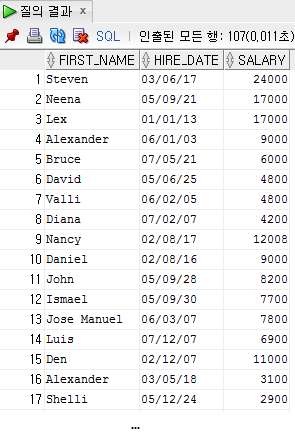 질의 결과 x
SQL | 인출된 모든 행: 107(0,011초)
FIRST_NAME HIRE_DATE SALARY
1 Steven 03/06/17 24000
2 Neena 05/09/21 17000
3 Lex 01/01/13 17000
4 Alexander 06/01/03 9000
5 Bruce 07/05/21 6000
6 David 05/06/25 4800
7 Valli 06/02/05 4800
8 Diana 07/02/07 4200
9 Nancy 02/08/17 12008
10 Daniel 02/08/16 9000
11 John 05/09/28 8200
12 Ismael 05/09/30 7700
13 Jose Manuel 06/03/07 7800
14 Luis 07/12/07 6900
15 Den 02/12/07 11000
16 Alexander 03/05/18 3100
17 Shelli 05/12/24 2900
…